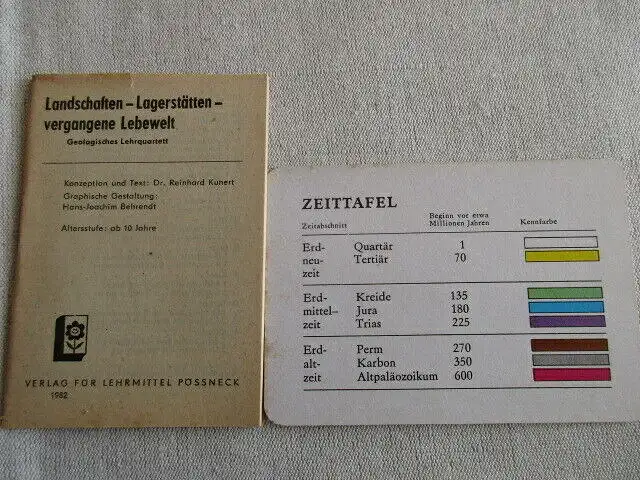 Landschaften – Lagerstätten –
vergangene Lebewelt
Geologisches Lehrquartett
Konzeption und Text: Dr. Reinhard Kunert
Graphische Gestaltung:
Hans-Joachim Behrendt
Altersstufe: ab 10 Jahre
VERLAG FÜR LEHRMITTEL PÖSSNECK
1982
ZEITTAFEL
Zeitabschnitt Beginn vor etwa Millionen Jahren Kennfarbe
Erd- Quartär 1
neu- Tertiär 70
zeit
Erd- Kreide 135
mittel– Jura 180
zeit Trias 225
Erd- Perm 270
alt- Karbon 350
zeit Altpaläozoikum 600